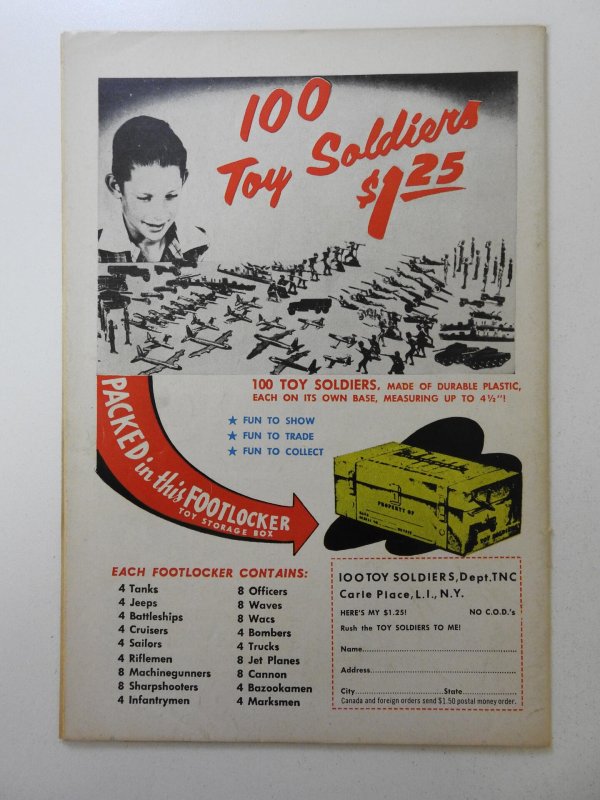 100
Toy Soldiers
$1.25
100 TOY SOLDIERS, MADE OF DURABLE PLASTIC,
EACH ON ITS OWN BASE, MEASURING UP TO 4½"!
★ FUN TO SHOW
★ FUN TO TRADE
★ FUN TO COLLECT
PACKED in this FOOTLOCKER
TOY STORAGE BOX
PROPERTY OF
TOY SOLDIERS
EACH FOOTLOCKER CONTAINS:
4 Tanks
4 Jeeps
4 Battleships
4 Cruisers
4 Sailors
4 Riflemen
8 Machinegunners
8 Sharpshooters
4 Infantrymen
8 Officers
8 Waves
8 Wacs
4 Bombers
4 Trucks
8 Jet Planes
8 Cannon
4 Bazookamen
4 Marksmen
100 TOY SOLDIERS, Dept. TNC
Carle Place, L.I., N.Y.
HERE'S MY $1.25! NO C.O.D.'s
Rush the TOY SOLDIERS TO ME!
Name
Address
City State
Canada and foreign orders send $1.50 postal money order.